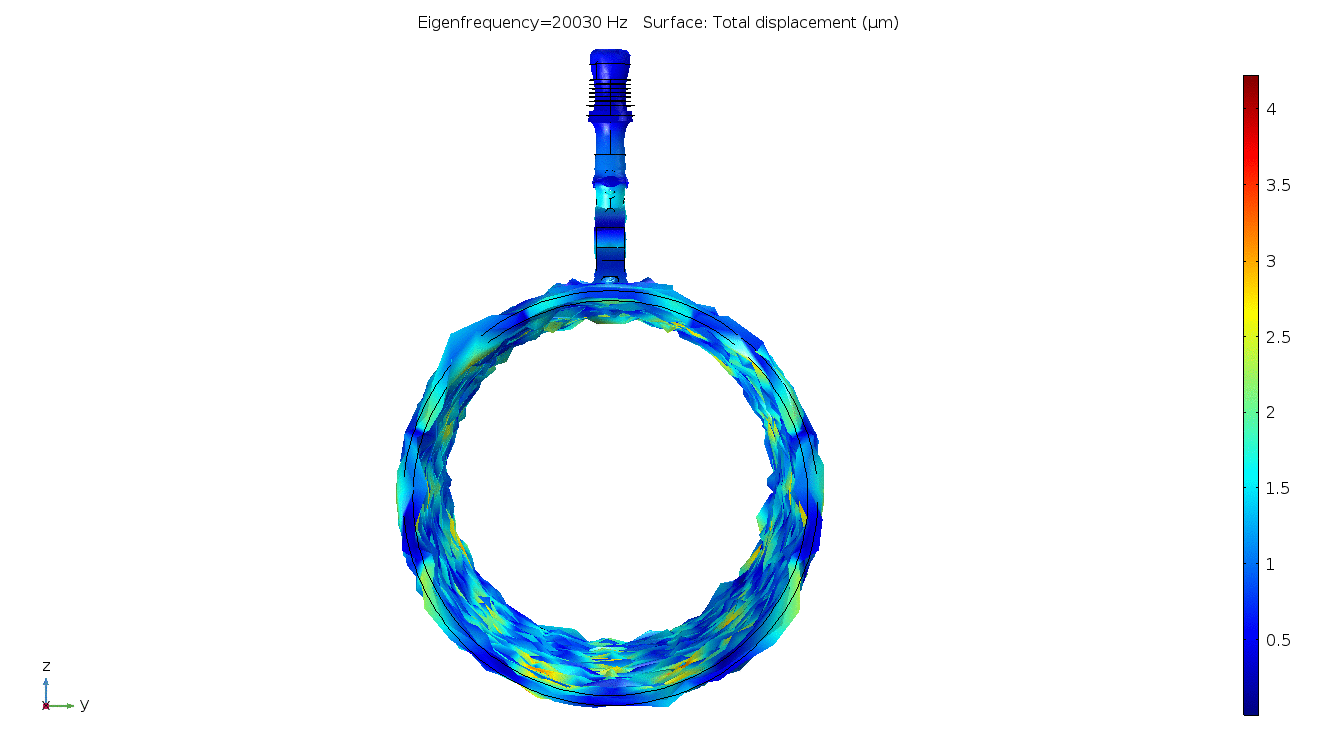 Eigenfrequency=20030 Hz   Surface: Total displacement (µm)
4
3.5
3
2.5
2
1.5
1
0.5
z
y